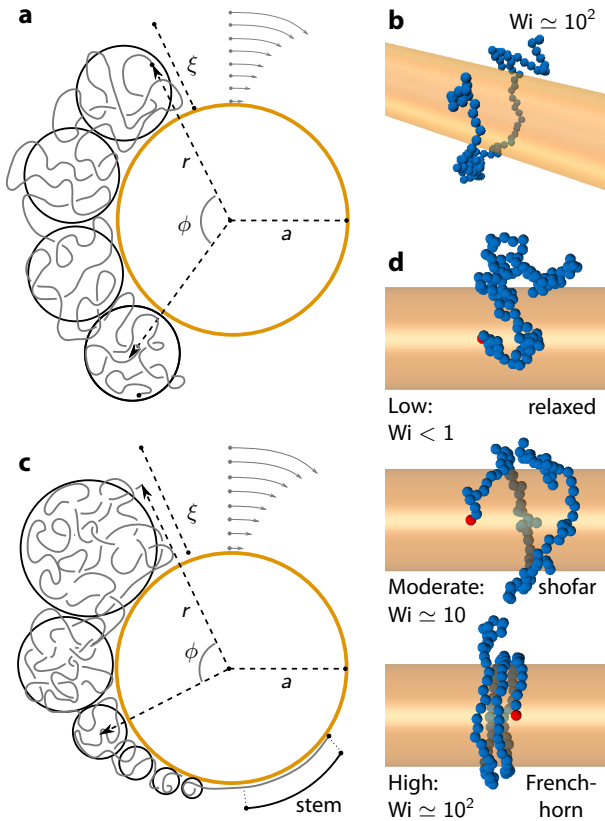 a
ξ
r
ϕ
a
b
Wi ≃ 10²
c
ξ
r
ϕ
a
stem
d
Low:
relaxed
Wi < 1
Moderate:
shofar
Wi ≃ 10
High:
French-
Wi ≃ 10²
horn